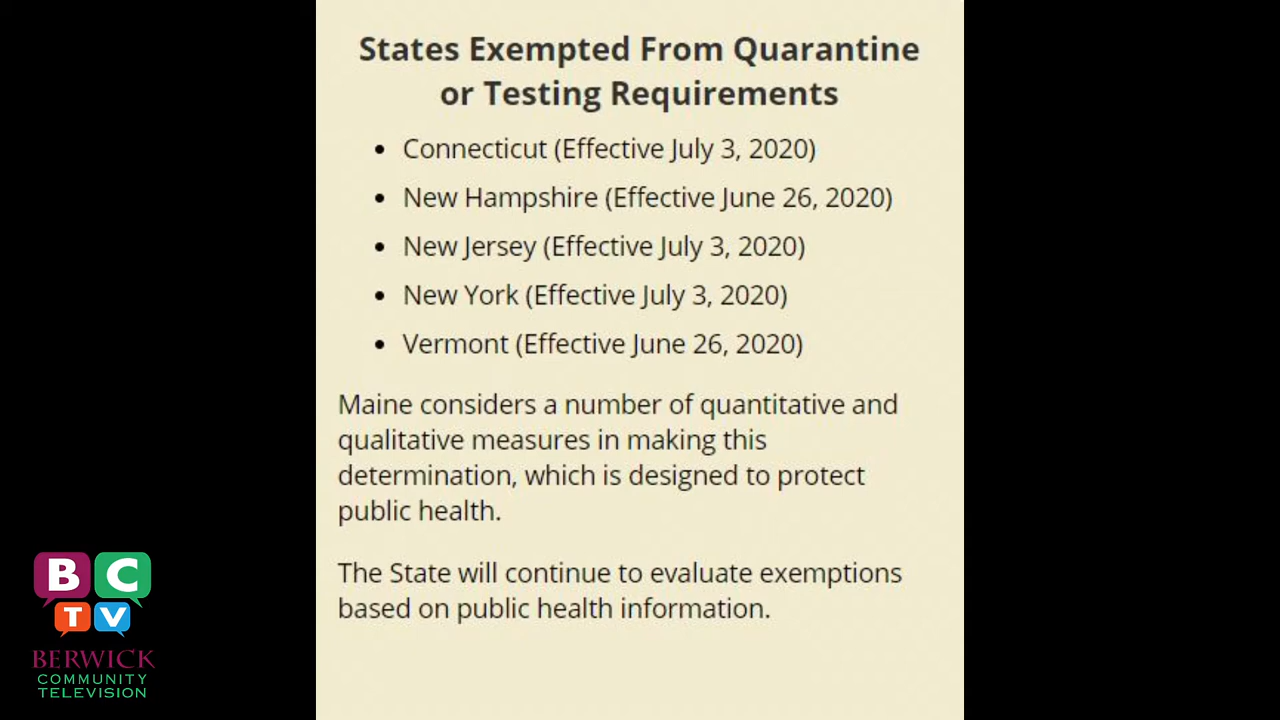 States Exempted From Quarantine
or Testing Requirements
• Connecticut (Effective July 3, 2020)
• New Hampshire (Effective June 26, 2020)
• New Jersey (Effective July 3, 2020)
• New York (Effective July 3, 2020)
• Vermont (Effective June 26, 2020)
Maine considers a number of quantitative and
qualitative measures in making this
determination, which is designed to protect
public health.
The State will continue to evaluate exemptions
based on public health information.
B C
T V
BERWICK
COMMUNITY
TELEVISION